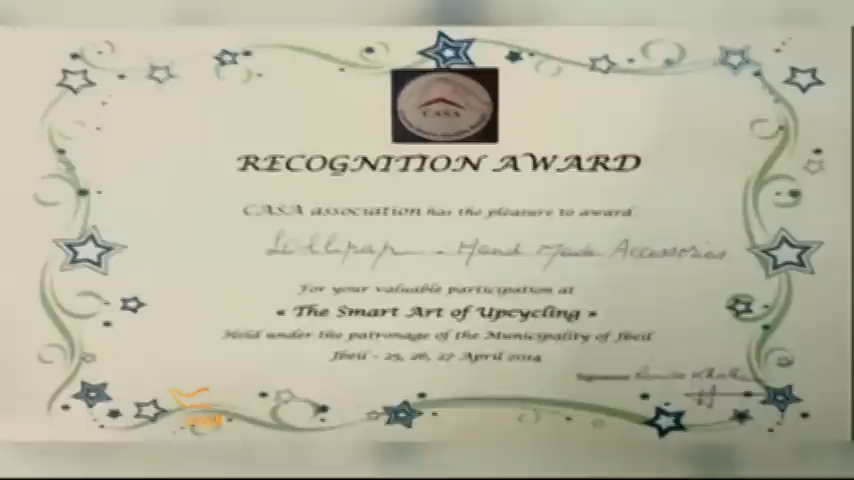 CASA
RECOGNITION AWARD
CASA association has the pleasure to award
Lollipap . Hand Made Accessories
For your valuable participation at
« The Smart Art of Upcycling »
Held under the patronage of the Municipality of Jbeil
Jbeil - 25, 26, 27 April 2014